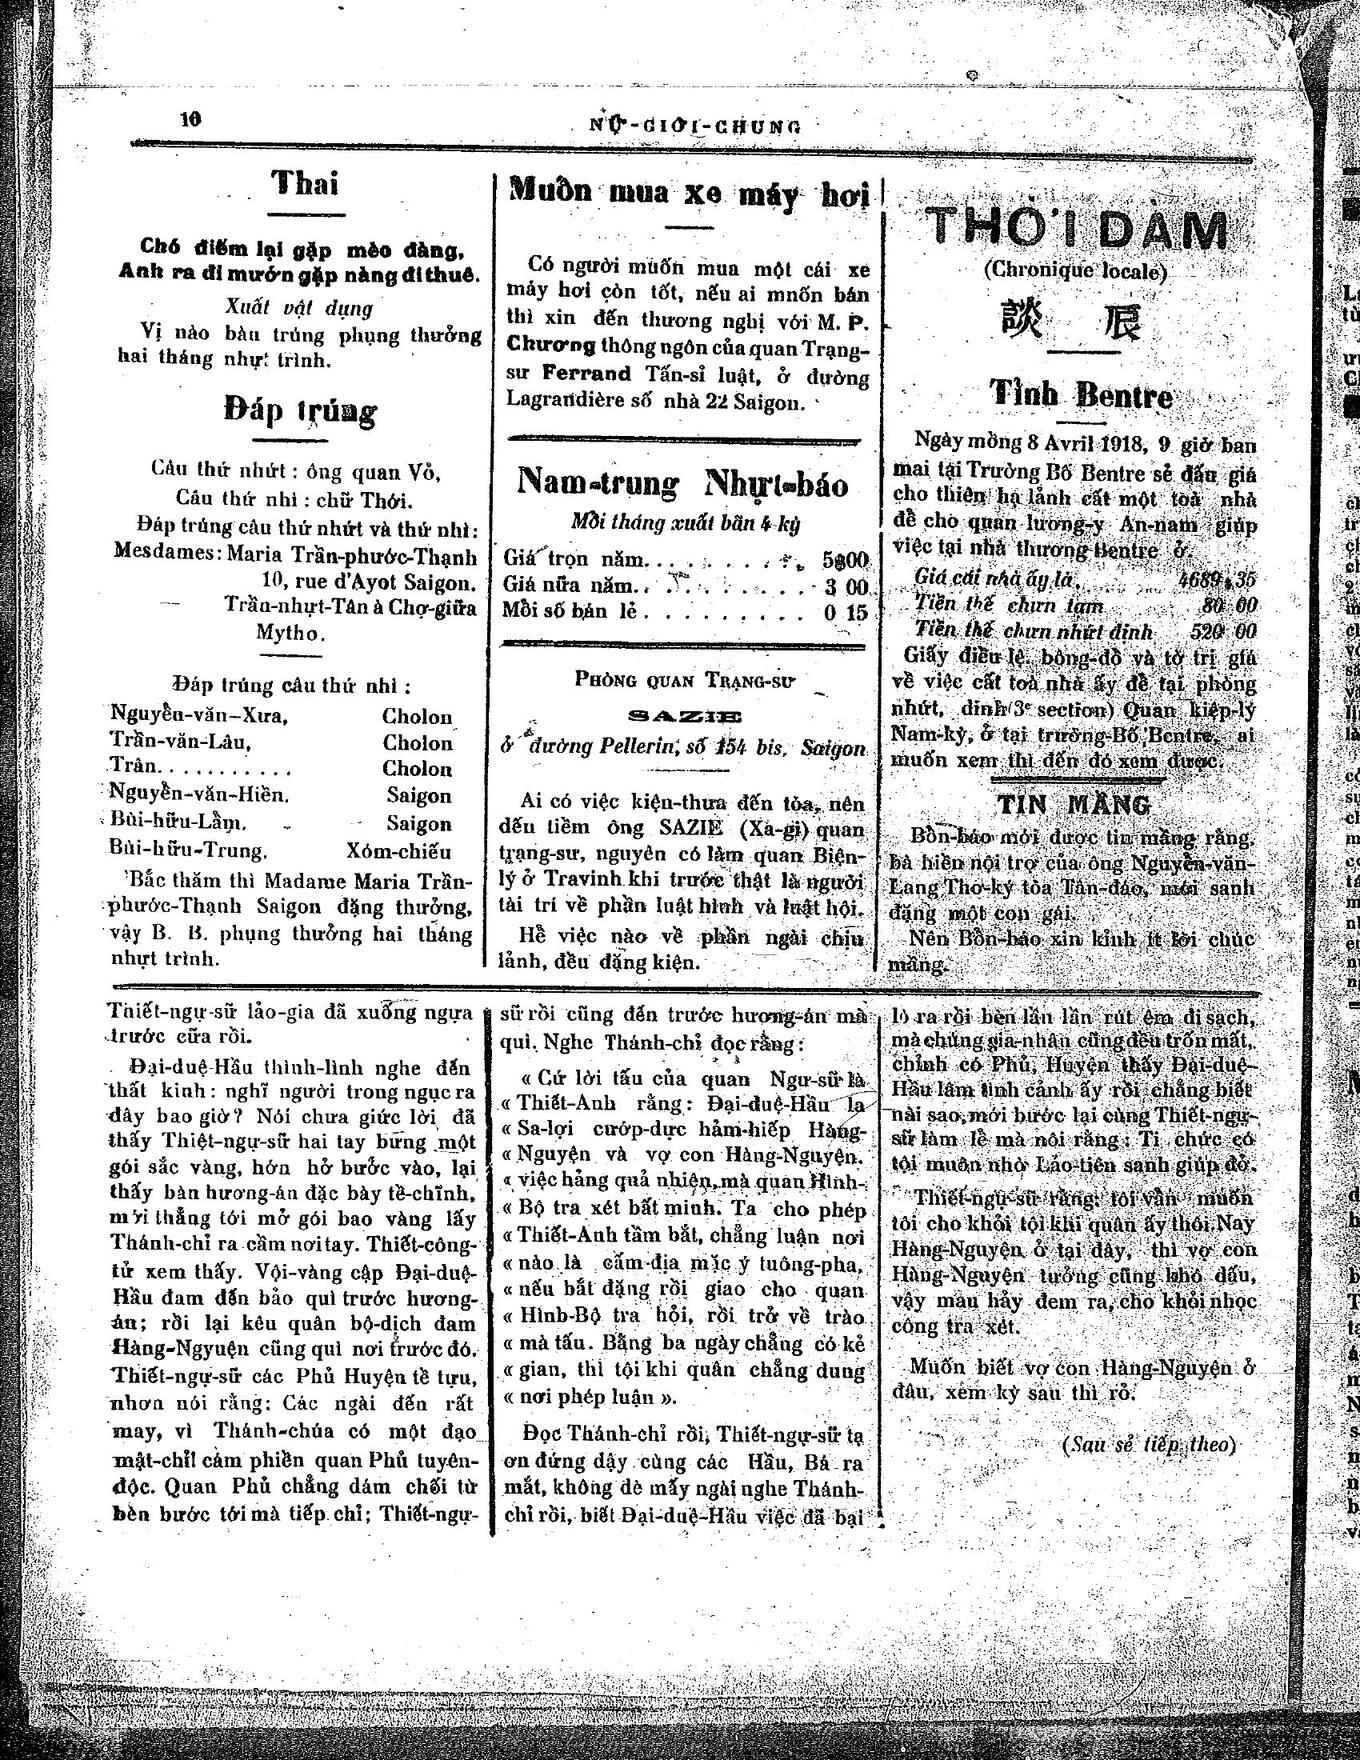 10
NỮ-GIỚI-CHUNG
Thai
Chó điếm lại gặp mèo đàng,
Anh ra đi mướn gặp nàng đi thuê.
Xuất vật dụng
Vị nào bàu trúng phụng thưởng
hai tháng nhựt trình.
Đáp trúng
Câu thứ nhứt : ông quan Võ,
Câu thứ nhì : chữ Thới.
Đáp trúng câu thứ nhứt và thứ nhì :
Mesdames : Maria Trần-phước-Thạnh
10, rue d'Ayot Saigon.
— Trần-nhựt-Tân à Chợ-giữa
Mytho.
Đáp trúng câu thứ nhì :
Nguyễn-văn-Xưa, Cholon
Trần-văn-Lâu, Cholon
Trân........... Cholon
Nguyễn-văn-Hiền. Saigon
Bùi-hữu-Lầm. Saigon
Bùi-hữu-Trung. Xóm-chiếu
Bắc thăm thì Madame Maria Trần-
phước-Thạnh Saigon đặng thưởng,
vậy B. B. phụng thưởng hai tháng
nhựt trình.
Muồn mua xe máy hơi
Có người muốn mua một cái xe
máy hơi còn tốt, nếu ai mnốn bán
thì xin đến thương nghị với M. P.
Chương thông ngôn của quan Trạng-
sư Ferrand Tấn-sĩ luật, ở đường
Lagrandière số nhà 22 Saigon.
Nam-trung Nhựt-báo
Mỗi tháng xuất bãn 4 kỳ
Giá trọn năm........ 5$00
Giá nữa năm......... 3 00
Mỗi số bán lẻ......... 0 15
PHÒNG QUAN TRẠNG-SƯ
SAZIE
ở đường Pellerin, số 154 bis, Saigon
Ai có việc kiện-thưa đến tòa, nên
đếu tiềm ông SAZIE (Xa-gi) quan
trạng-sư, nguyên có làm quan Biện-
lý ở Travinh khi trước thật là người
tài trí về phần luật hình và luật hội.
Hễ việc nào về phần ngài chịu
lảnh, đều đặng kiện.
THỜI DÀM
(Chronique locale)
談 辰
Tỉnh Bentre
Ngày mồng 8 Avril 1918, 9 giờ ban
mai tại Trường Bố Bentre sẻ đấu giá
cho thiên hạ lảnh cất một toà nhà
để cho quan lương-y An-nam giúp
việc tại nhà thương Bentre ở.
Giá cái nhà ấy là. 4689$35
Tiền thế chưn tạm 80 00
Tiền thế chưn nhứt định 520 00
Giấy điều lệ, bông-đồ và tờ trị giá
về việc cất toà nhà ấy để tại phòng
nhứt, dinh (3e section) Quan kiệp-lý
Nam-kỳ, ở tại trường-Bố Bentre, ai
muốn xem thì đến đó xem được.
TIN MẦNG
Bổn-báo mới được tin mầng rằng,
bà hiền nội trợ của ông Nguyễn-văn-
Lang Thơ-ký tòa Tân-đáo, mới sanh
đặng một con gái.
Nên Bổn-báo xin kỉnh ít lời chúc
mầng.
Thiết-ngự-sữ lảo-gia đã xuống ngựa
trước cữa rồi.
Đại-duệ-Hầu thình-lình nghe đến
thất kinh : nghĩ người trong ngục ra
đây bao giờ ? Nói chưa giức lời, đã
thấy Thiệt-ngự-sữ hai tay bừng một
gói sắc vàng, hớn hở bước vào, lại
thấy bàn hương-án đặc bày tề-chĩnh,
mới thẳng tới mở gói bao vàng lấy
Thánh-chỉ ra cầm nơi tay. Thiết-công-
tử xem thấy. Vội-vàng cập Đại-duệ-
Hầu đam đến bảo quì trước hương-
án ; rồi lại kêu quân bộ-dịch đam
Hàng-Ngyuện cũng quì nơi trước đó.
Thiết-ngự-sữ các Phủ Huyện tề tựu,
nhơn nói rằng : Các ngài đến rất
may, vì Thánh-chúa có một đạo
mật-chỉ cảm phiền quan Phủ tuyên-
độc. Quan Phủ chẳng dám chối từ
bèn bước tới mà tiếp chỉ ; Thiết-ngự-
sữ rồi cũng đến trước hương-án mà
quì. Nghe Thánh-chỉ đọc rằng :
« Cứ lời tấu của quan Ngự-sữ là
« Thiết-Anh rằng : Đại-duệ-Hầu là
« Sa-lợi cướp-dực hảm-hiếp Hàng-
« Nguyện và vợ con Hàng-Nguyện.
« việc hảng quả nhiện, mà quan Hình-
« Bộ tra xét bất minh. Ta cho phép
« Thiết-Anh tầm bắt, chẳng luận nơi
« nào là cấm-địa mặc ý tuông-pha,
« nếu bắt đặng rồi giao cho quan
« Hình-Bộ tra hỏi, rồi trở về trào
« mà tấu. Bằng ba ngày chẳng có kẻ
« gian, thì tội khi quân chẳng dung
« nơi phép luận ».
Đọc Thánh-chỉ rồi, Thiết-ngự-sữ tạ
ơn đứng dậy cùng các Hầu, Bá ra
mắt, không dè mấy ngài nghe Thánh-
chỉ rồi, biết Đại-duệ-Hầu việc đã bại
lộ ra rồi bèn lần lần rút êm đi sạch,
mà chúng gia-nhân cũng đều trốn mất,
chỉnh có Phủ, Huyện thấy Đại-duệ-
Hầu lâm tình cảnh ấy rồi chẳng biết
nài sao, mới bước lại cùng Thiết-ngự-
sữ làm lễ mà nói rằng : Ti chức có
tội muôn nhờ Lảo-tiên sanh giúp đở.
Thiết-ngự-sữ rằng : tôi vẫn muốn
tôi cho khỏi tội khi quân ấy thôi. Nay
Hàng-Nguyện ở tại đây, thì vợ con
Hàng-Nguyện tưởng cũng khó dấu,
vậy mau hảy đem ra, cho khỏi nhọc
công tra xét.
Muốn biết vợ con Hàng-Nguyện ở
đâu, xem kỳ sau thì rỏ.
(Sau sẻ tiếp theo)